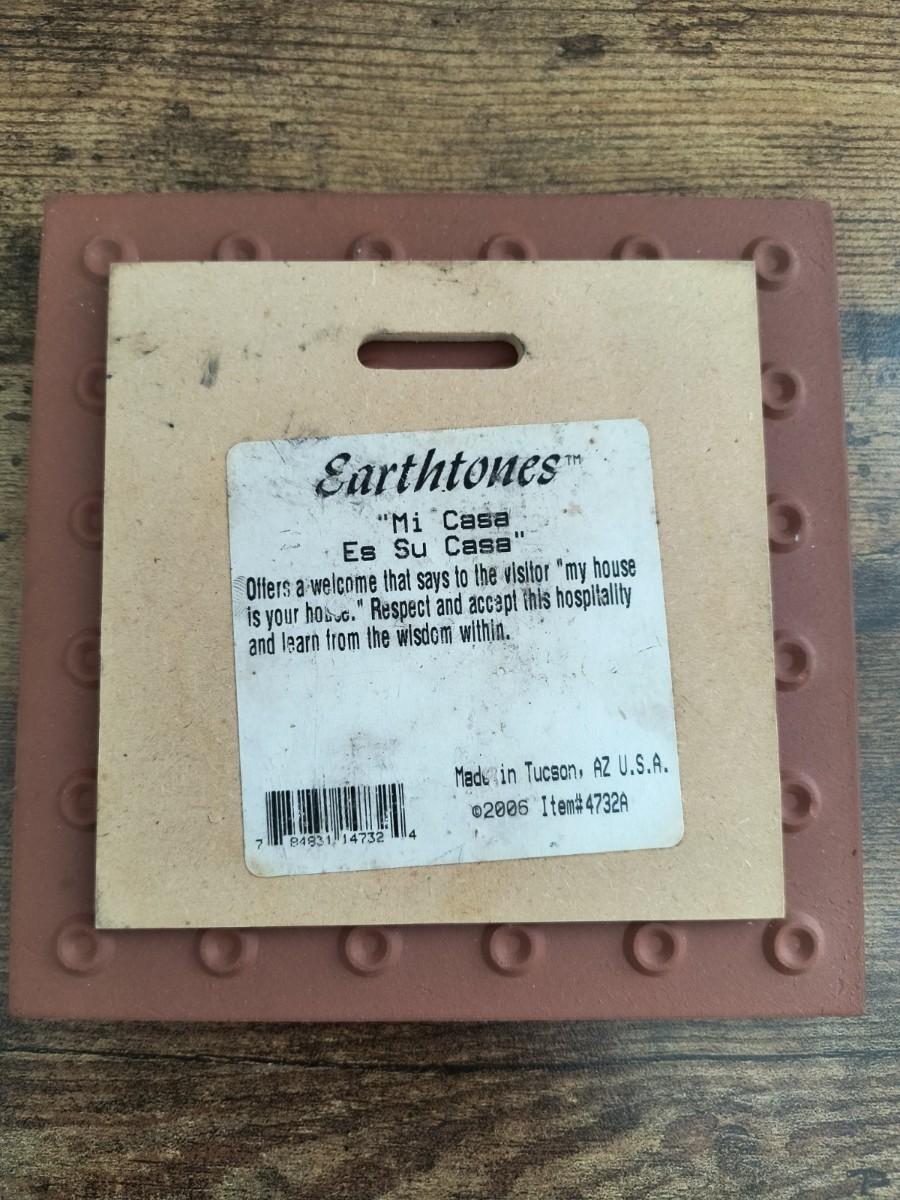 Earthtones™
"Mi Casa
Es Su Casa"
Offers a welcome that says to the visitor "my house
is your house." Respect and accept this hospitality
and learn from the wisdom within.
Made in Tucson, AZ U.S.A.
©2006 Item#4732A
7 84931 14732 4